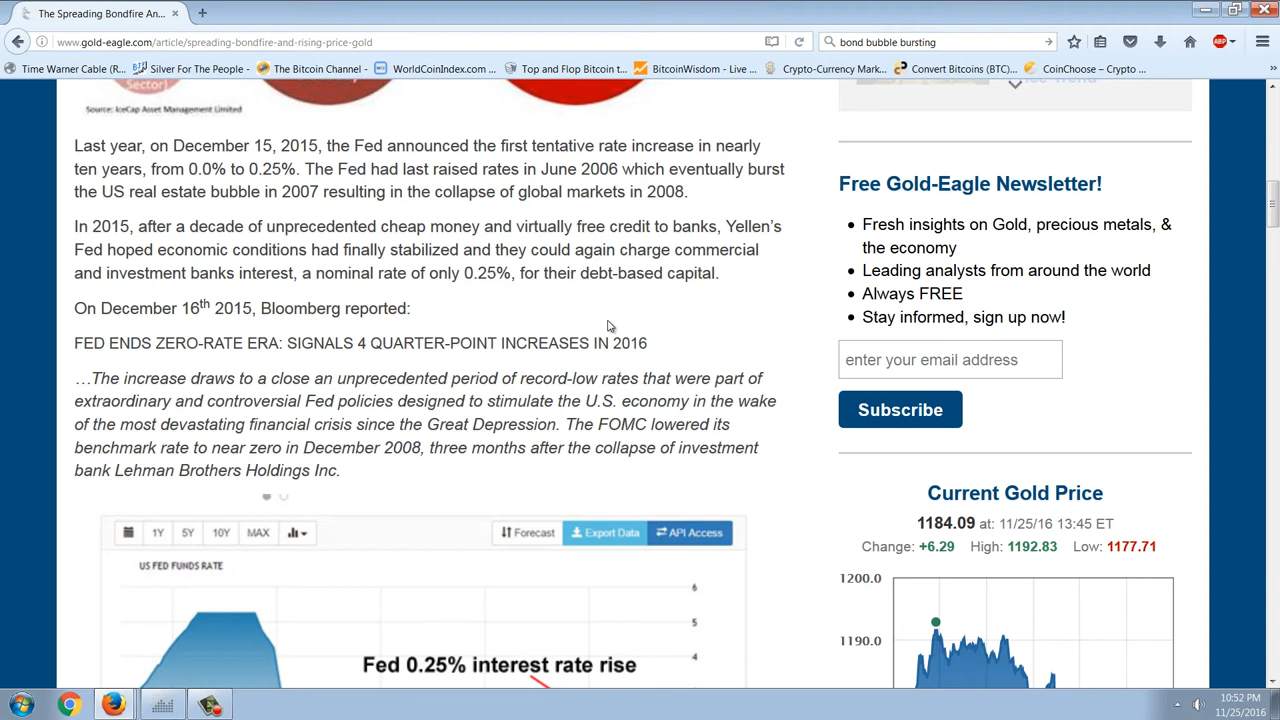 The Spreading Bondfire An...
www.gold-eagle.com/article/spreading-bondfire-and-rising-price-gold
bond bubble bursting
ABP
Time Warner Cable (R...
Silver For The People -...
The Bitcoin Channel -...
WorldCoinIndex.com ...
Top and Flop Bitcoin t...
BitcoinWisdom - Live ...
Crypto-Currency Mark...
Convert Bitcoins (BTC)...
CoinChoose – Crypto ...
Sector)
Source: IceCap Asset Management Limited
Last year, on December 15, 2015, the Fed announced the first tentative rate increase in nearly
ten years, from 0.0% to 0.25%. The Fed had last raised rates in June 2006 which eventually burst
the US real estate bubble in 2007 resulting in the collapse of global markets in 2008.
In 2015, after a decade of unprecedented cheap money and virtually free credit to banks, Yellen's
Fed hoped economic conditions had finally stabilized and they could again charge commercial
and investment banks interest, a nominal rate of only 0.25%, for their debt-based capital.
On December 16th 2015, Bloomberg reported:
FED ENDS ZERO-RATE ERA: SIGNALS 4 QUARTER-POINT INCREASES IN 2016
…The increase draws to a close an unprecedented period of record-low rates that were part of
extraordinary and controversial Fed policies designed to stimulate the U.S. economy in the wake
of the most devastating financial crisis since the Great Depression. The FOMC lowered its
benchmark rate to near zero in December 2008, three months after the collapse of investment
bank Lehman Brothers Holdings Inc.
1Y 5Y 10Y MAX
Forecast Export Data API Access
US FED FUNDS RATE
6
5
4
Fed 0.25% interest rate rise
Free Gold-Eagle Newsletter!
Fresh insights on Gold, precious metals, &
the economy
Leading analysts from around the world
Always FREE
Stay informed, sign up now!
enter your email address
Subscribe
Current Gold Price
1184.09 at: 11/25/16 13:45 ET
Change: +6.29 High: 1192.83 Low: 1177.71
1200.0
1190.0
10:52 PM
11/25/2016